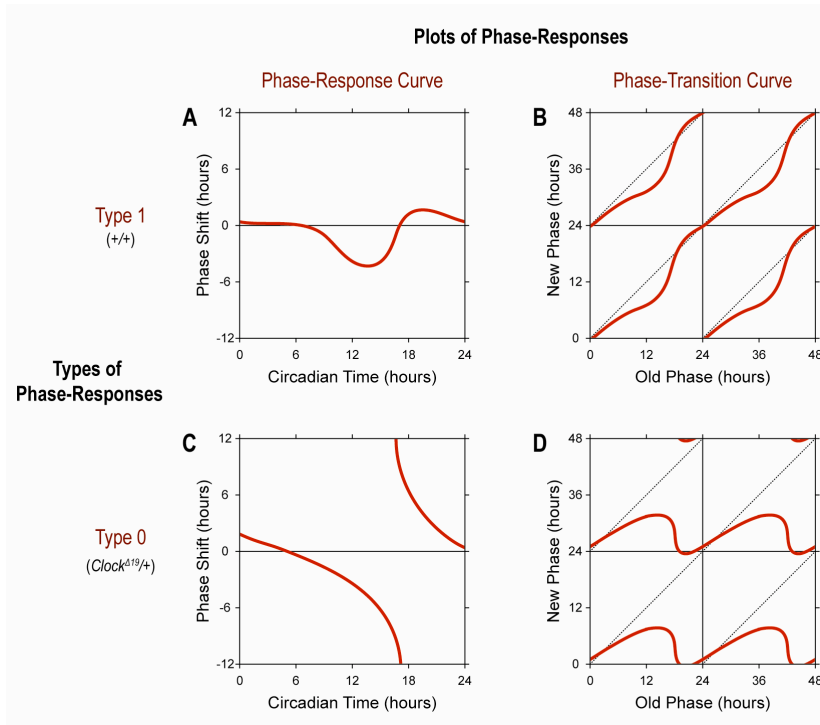 Plots of Phase-Responses
Phase-Response Curve
Phase-Transition Curve
A
12
6
0
-6
-12
Phase Shift (hours)
0 6 12 18 24
Circadian Time (hours)
B
48
36
24
12
0
New Phase (hours)
0 12 24 36 48
Old Phase (hours)
Type 1
(+/+)
Types of
Phase-Responses
C
12
6
0
-6
-12
Phase Shift (hours)
0 6 12 18 24
Circadian Time (hours)
D
48
36
24
12
0
New Phase (hours)
0 12 24 36 48
Old Phase (hours)
Type 0
(Clock^Δ19/+)